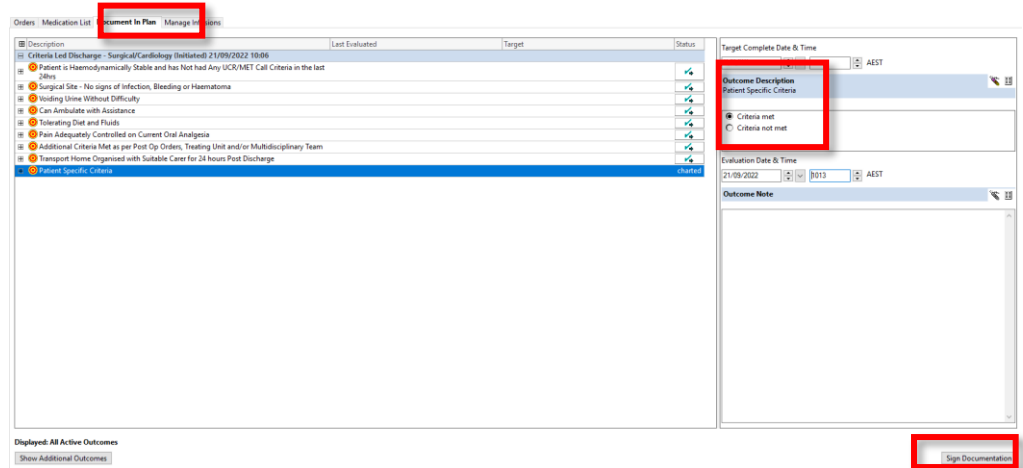 Orders Medication List Document In Plan Manage Infusions
Description Last Evaluated Target Status
Criteria Led Discharge - Surgical/Cardiology (Initiated) 21/09/2022 10:06
Patient is Haemodynamically Stable and has Not had Any UCR/MET Call Criteria in the last
24hrs
Surgical Site - No signs of Infection, Bleeding or Haematoma
Voiding Urine Without Difficulty
Can Ambulate with Assistance
Tolerating Diet and Fluids
Pain Adequately Controlled on Current Oral Analgesia
Additional Criteria Met as per Post Op Orders, Treating Unit and/or Multidisciplinary Team
Transport Home Organised with Suitable Carer for 24 hours Post Discharge
Patient Specific Criteria charted
Target Complete Date & Time
AEST
Outcome Description
Patient Specific Criteria
Criteria met
Criteria not met
Evaluation Date & Time
21/09/2022 1013 AEST
Outcome Note
Displayed: All Active Outcomes
Show Additional Outcomes
Sign Documentation